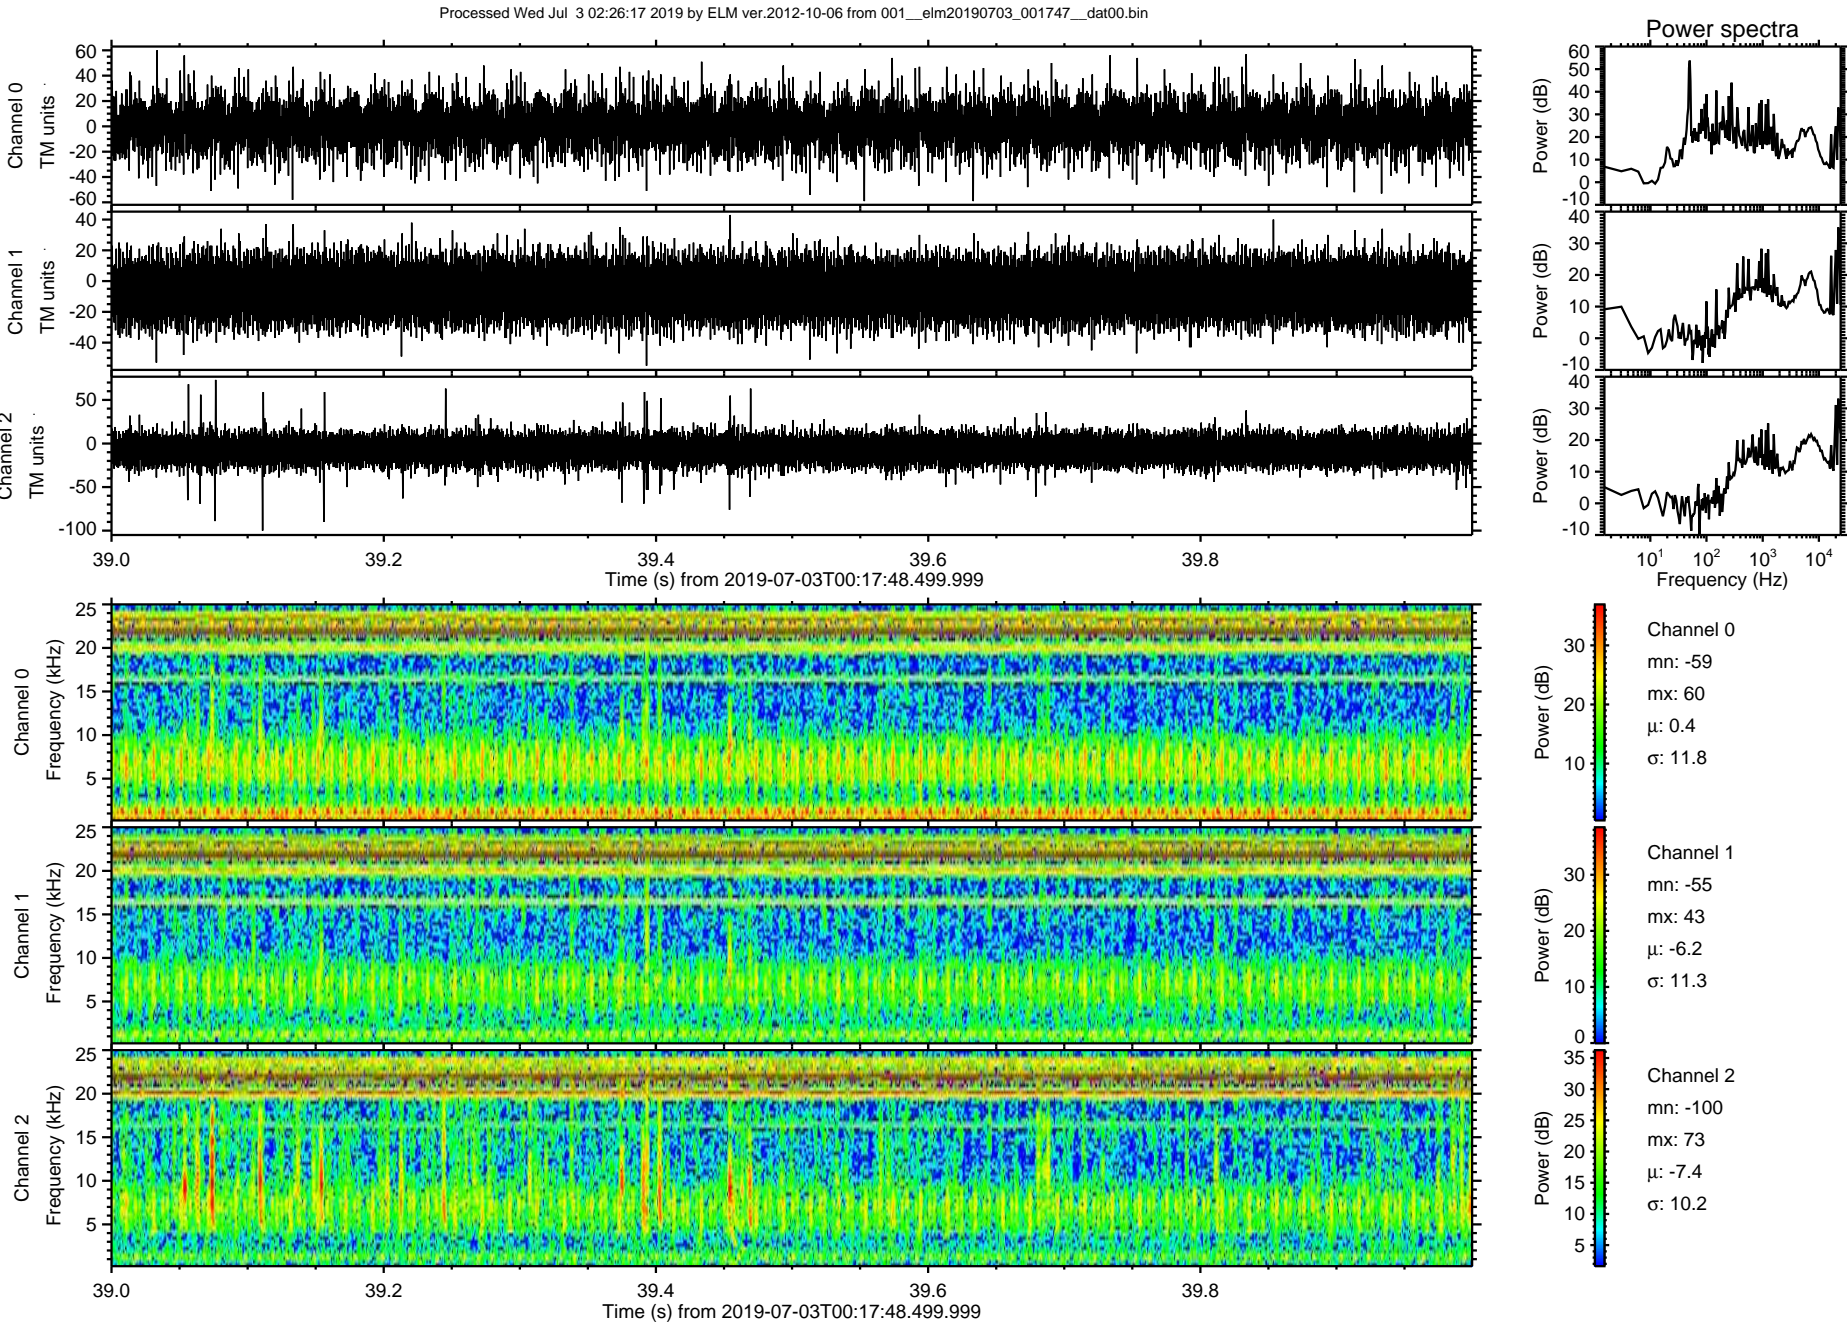 Processed Wed Jul 3 02:26:17 2019 by ELM ver.2012-10-06 from 001__elm20190703_001747__dat00.bin
Power spectra
Channel 0
TM units
60
40
20
0
-20
-40
-60
Power (dB)
60
50
40
30
20
10
0
-10
Channel 1
TM units
40
20
0
-20
-40
Power (dB)
40
30
20
10
0
-10
Channel 2
TM units
50
0
-50
-100
Power (dB)
40
30
20
10
0
-10
39.0 39.2 39.4 39.6 39.8
Time (s) from 2019-07-03T00:17:48.499.999
10^1 10^2 10^3 10^4
Frequency (Hz)
Channel 0
Frequency (kHz)
25
20
15
10
5
Power (dB)
30
20
10
Channel 0
mn: -59
mx: 60
μ: 0.4
σ: 11.8
Channel 1
Frequency (kHz)
25
20
15
10
5
Power (dB)
30
20
10
0
Channel 1
mn: -55
mx: 43
μ: -6.2
σ: 11.3
Channel 2
Frequency (kHz)
25
20
15
10
5
Power (dB)
35
30
25
20
15
10
5
Channel 2
mn: -100
mx: 73
μ: -7.4
σ: 10.2
39.0 39.2 39.4 39.6 39.8
Time (s) from 2019-07-03T00:17:48.499.999